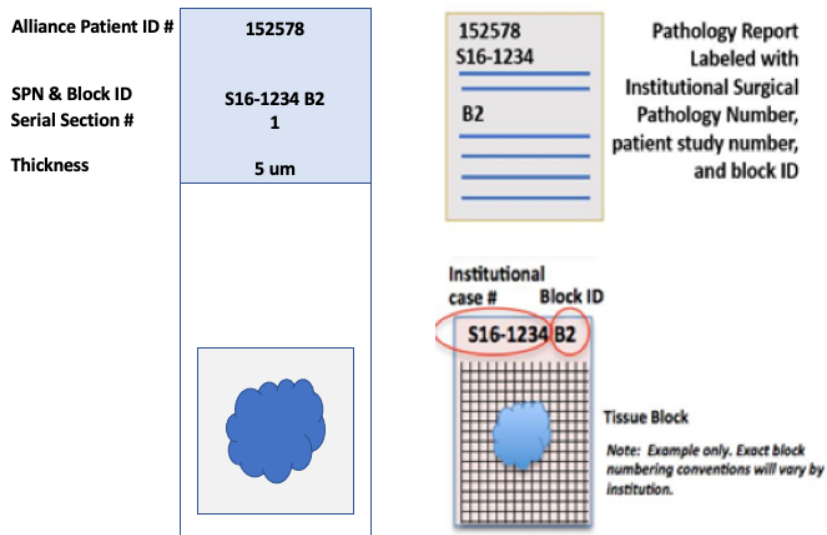 Alliance Patient ID # 152578
SPN & Block ID S16-1234 B2
Serial Section # 1
Thickness 5 um
152578
S16-1234
B2
Pathology Report
Labeled with
Institutional Surgical
Pathology Number,
patient study number,
and block ID
Institutional
case # Block ID
S16-1234 B2
Tissue Block
Note: Example only. Exact block
numbering conventions will vary by
institution.